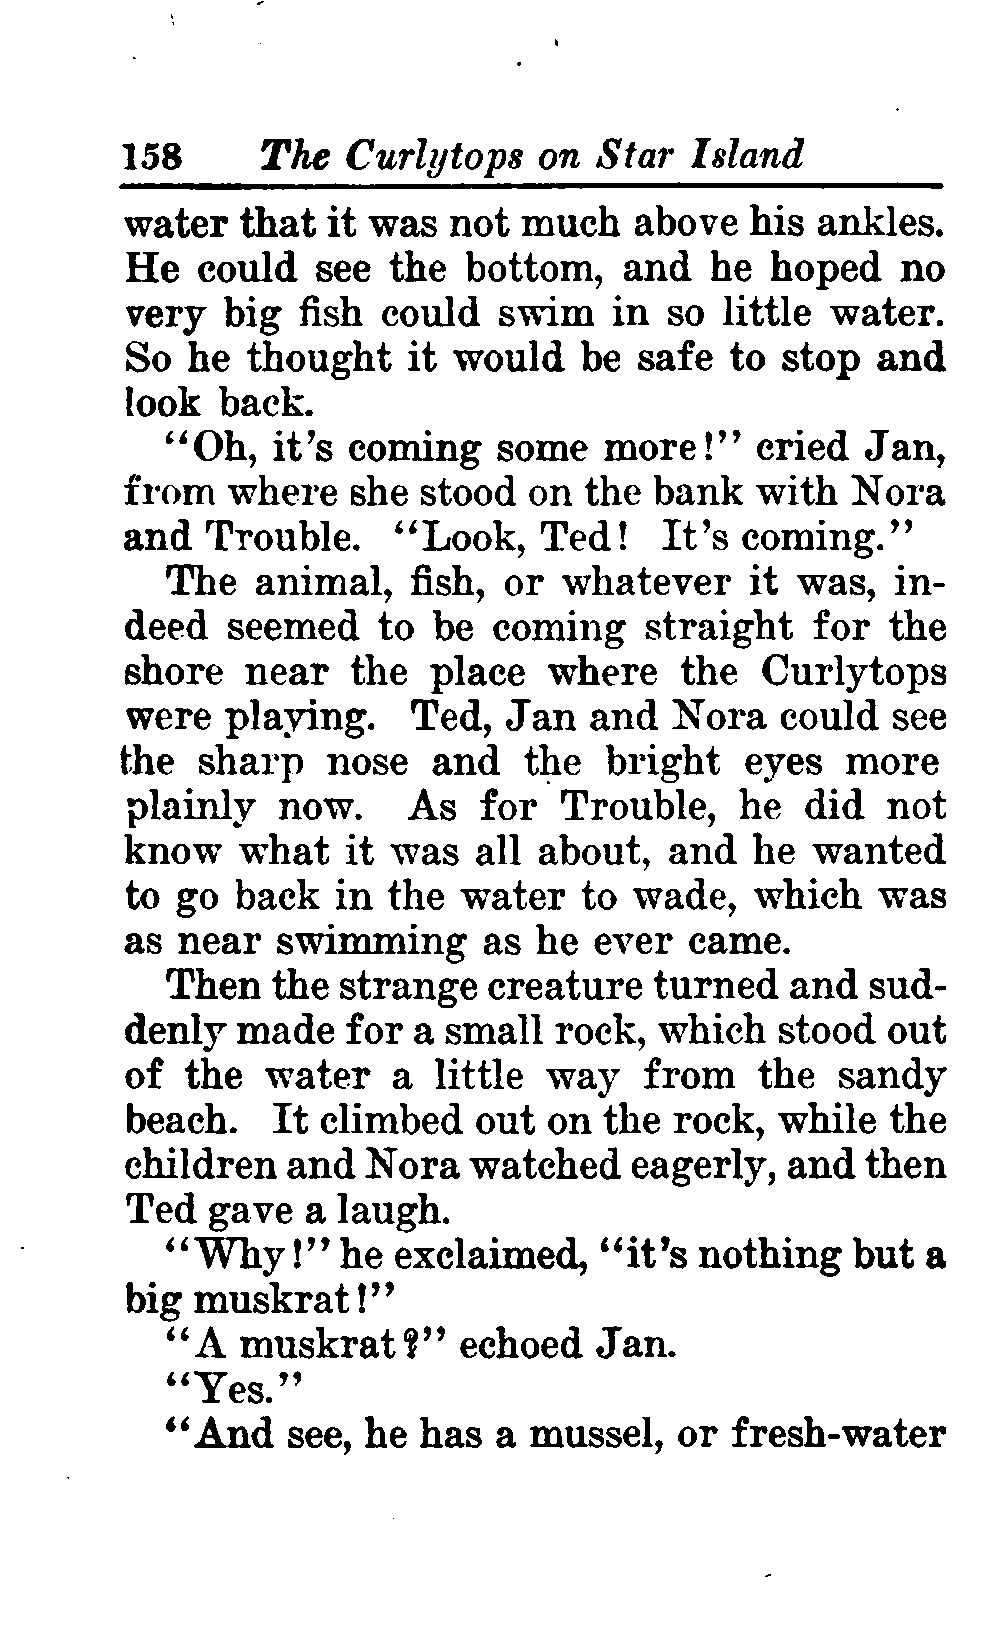 158 The Curlytops on Star Island
water that it was not much above his ankles.
He could see the bottom, and he hoped no
very big fish could swim in so little water.
So he thought it would be safe to stop and
look back.
“Oh, it’s coming some more!” cried Jan,
from where she stood on the bank with Nora
and Trouble. “Look, Ted! It’s coming.”
The animal, fish, or whatever it was, in-
deed seemed to be coming straight for the
shore near the place where the Curlytops
were playing. Ted, Jan and Nora could see
the sharp nose and the bright eyes more
plainly now. As for Trouble, he did not
know what it was all about, and he wanted
to go back in the water to wade, which was
as near swimming as he ever came.
Then the strange creature turned and sud-
denly made for a small rock, which stood out
of the water a little way from the sandy
beach. It climbed out on the rock, while the
children and Nora watched eagerly, and then
Ted gave a laugh.
“Why!” he exclaimed, “it’s nothing but a
big muskrat!”
“A muskrat?” echoed Jan.
“Yes.”
“And see, he has a mussel, or fresh-water